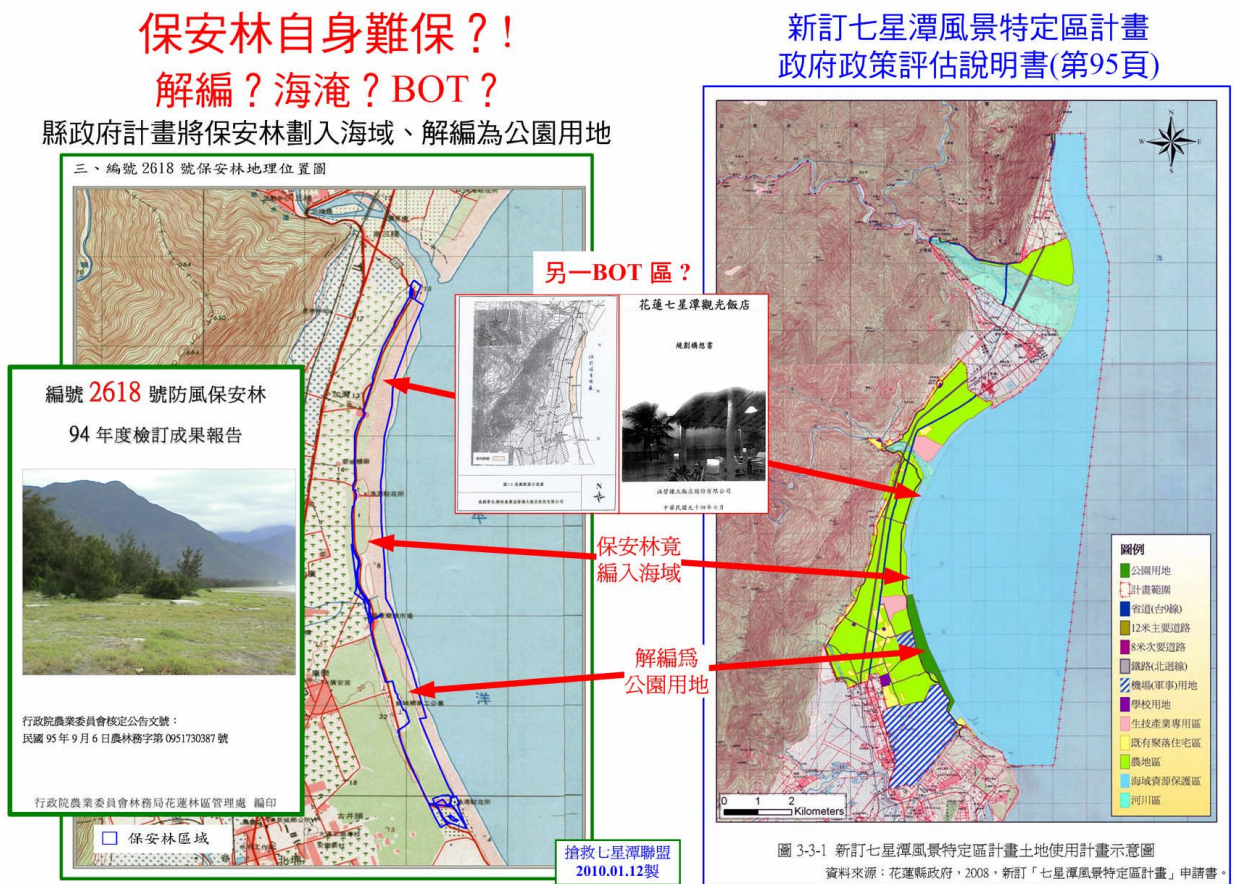 保安林自身難保？!
解編？海淹？BOT？
縣政府計畫將保安林劃入海域、解編為公園用地
三、編號 2618 號保安林地理位置圖
編號 2618 號防風保安林
94 年度檢訂成果報告
行政院農業委員會核定公告文號：
民國 95 年 9 月 6 日農林務字第 0951730387 號
行政院農業委員會林務局花蓮林區管理處 編印
保安林區域
搶救七星潭聯盟
2010.01.12製
另一BOT 區？
花蓮七星潭觀光飯店
規劃構想書
中華民國九十四年七月
保安林竟
編入海域
解編爲
公園用地
新訂七星潭風景特定區計畫
政府政策評估說明書(第95頁)
N
W
E
S
圖例
公園用地
計畫範圍
省道(台9線)
12米主要道路
8米次要道路
鐵路(北迴線)
機場(軍事)用地
學校用地
生技產業專用區
既有聚落住宅區
農地區
海域資源保護區
河川區
0 1 2
Kilometers
圖 3-3-1 新訂七星潭風景特定區計畫土地使用計畫示意圖
資料來源：花蓮縣政府，2008，新訂「七星潭風景特定區計畫」申請書。